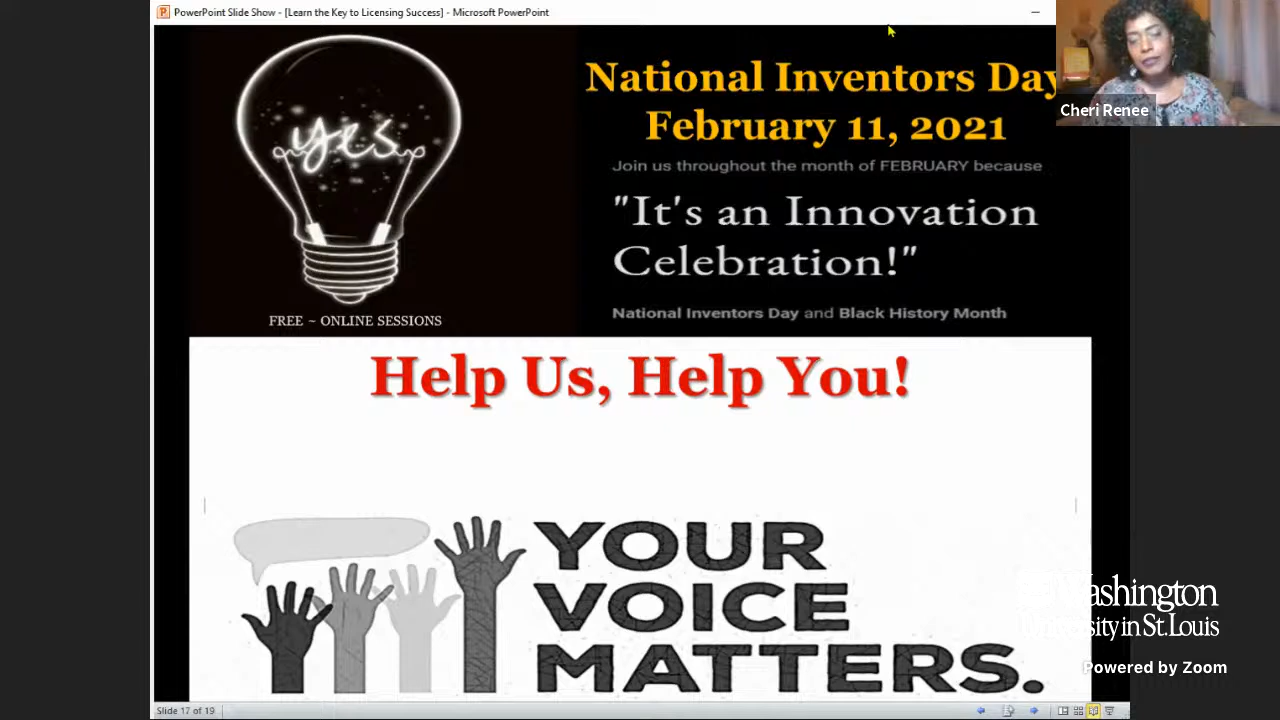 PowerPoint Slide Show - [Learn the Key to Licensing Success] - Microsoft PowerPoint
Cheri Renee
yes
FREE ~ ONLINE SESSIONS
National Inventors Day
February 11, 2021
Join us throughout the month of FEBRUARY because
"It's an Innovation
Celebration!"
National Inventors Day and Black History Month
Help Us, Help You!
YOUR
VOICE
MATTERS.
Washington
University in St. Louis
Powered by Zoom
Slide 17 of 19